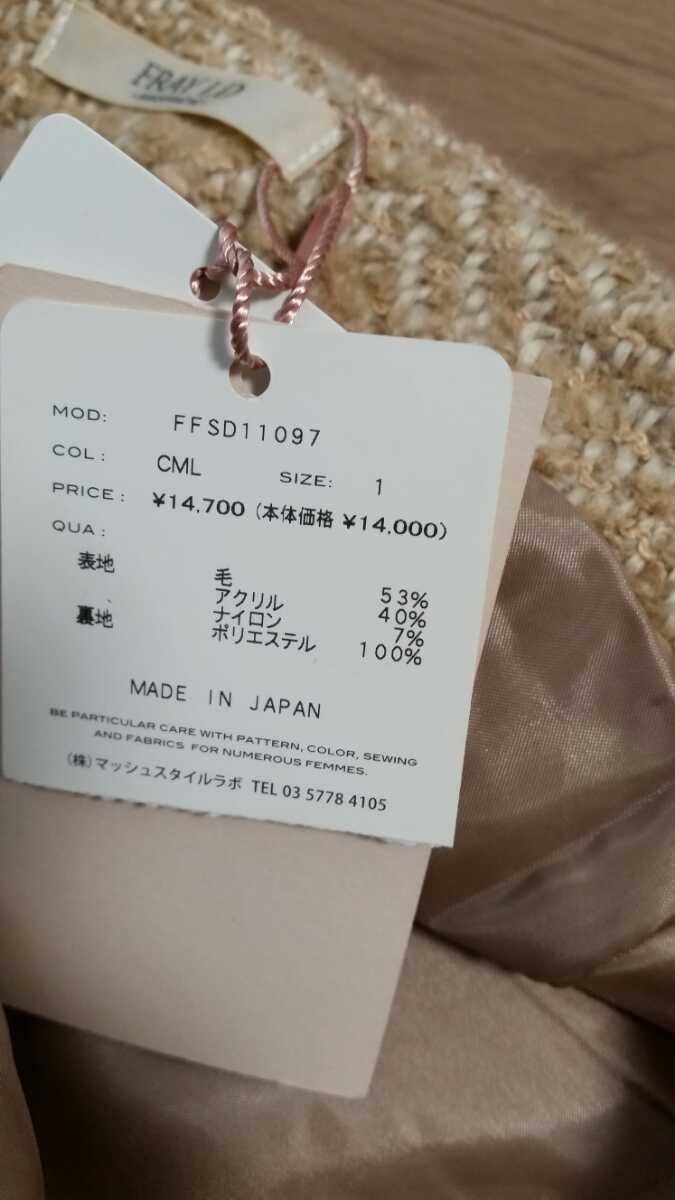 FRAY I.D
MOD: FFSD11097
COL: CML SIZE: 1
PRICE: ¥14,700 (本体価格 ¥14,000)
QUA:
表地 毛 53%
アクリル 40%
ナイロン 7%
裏地 ポリエステル 100%
MADE IN JAPAN
BE PARTICULAR CARE WITH PATTERN, COLOR, SEWING
AND FABRICS FOR NUMEROUS FEMMES.
(株)マッシュスタイルラボ TEL 03 5778 4105